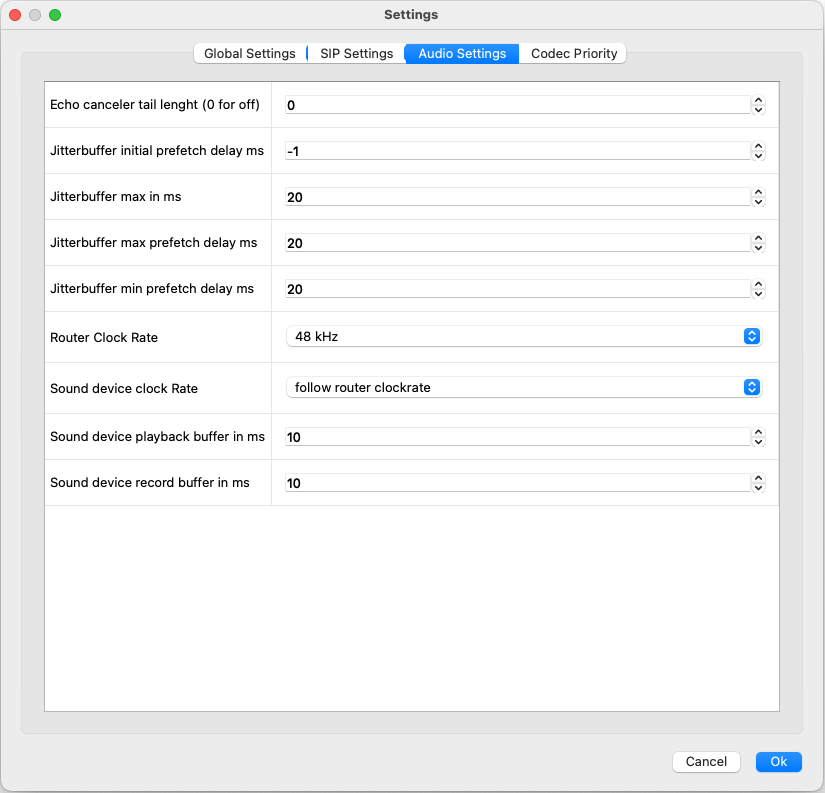 Settings
Global Settings SIP Settings Audio Settings Codec Priority
Echo canceler tail lenght (0 for off) 0
Jitterbuffer initial prefetch delay ms -1
Jitterbuffer max in ms 20
Jitterbuffer max prefetch delay ms 20
Jitterbuffer min prefetch delay ms 20
Router Clock Rate 48 kHz
Sound device clock Rate follow router clockrate
Sound device playback buffer in ms 10
Sound device record buffer in ms 10
Cancel Ok